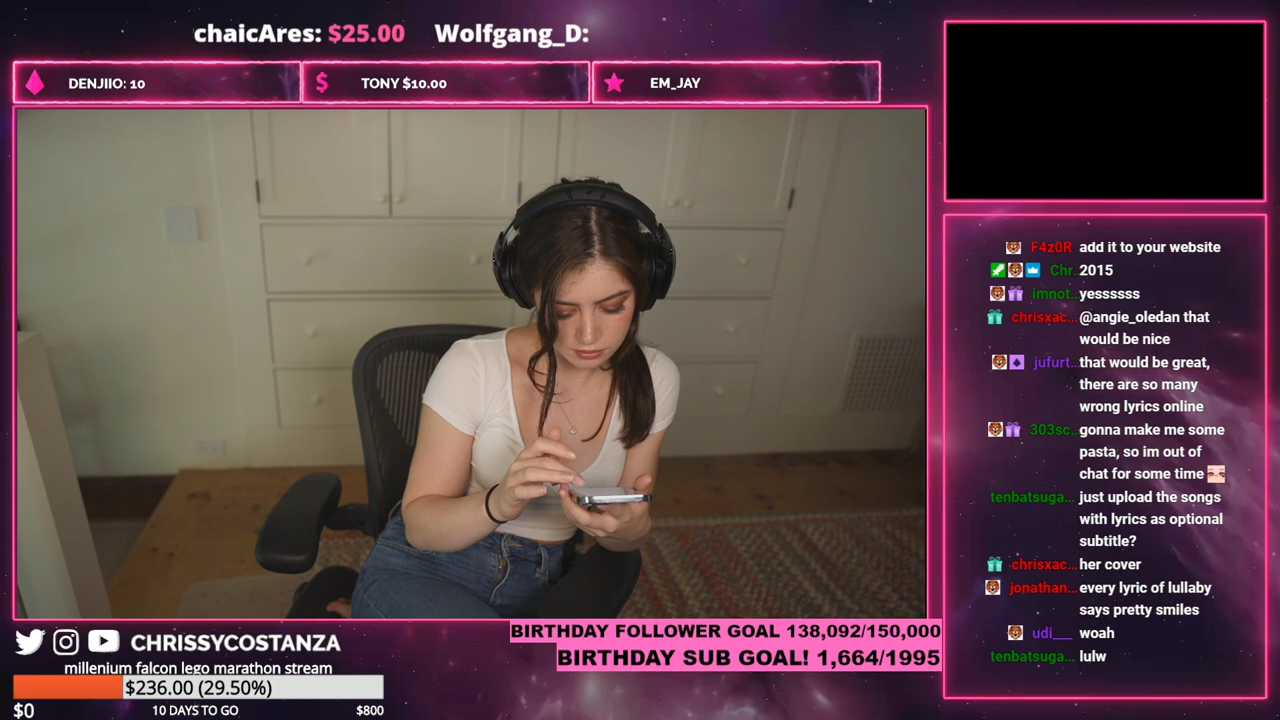 chaicAres: $25.00 Wolfgang_D:
DENJIIO: 10
TONY $10.00
EM_JAY
F4z0R add it to your website
Chr. 2015
imnot... yessssss
chrisxac... @angie_oledan that
would be nice
jufurt... that would be great,
there are so many
wrong lyrics online
303sc... gonna make me some
pasta, so im out of
chat for some time
tenbatsuga... just upload the songs
with lyrics as optional
subtitle?
chrisxac... her cover
jonathan... every lyric of lullaby
says pretty smiles
udi___ woah
tenbatsuga... lulw
BIRTHDAY FOLLOWER GOAL 138,092/150,000
BIRTHDAY SUB GOAL! 1,664/1995
CHRISSYCOSTANZA
millenium falcon lego marathon stream
$236.00 (29.50%)
$0 10 DAYS TO GO $800